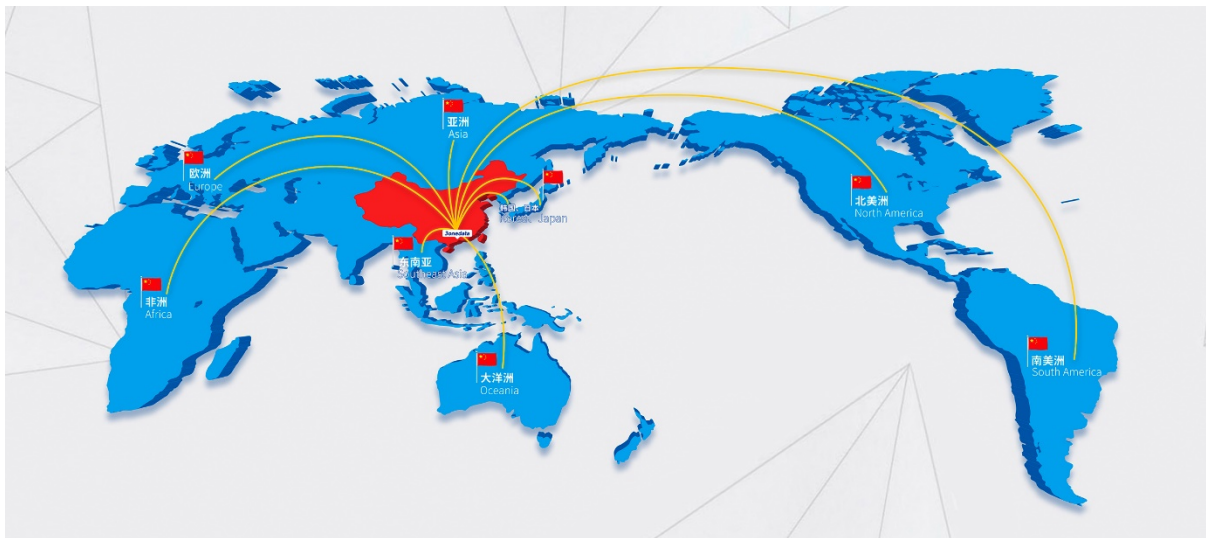 亚洲
Asia
欧洲
Europe
韩国、日本
Japan
北美洲
North America
Janedata
东南亚
Southeast Asia
非洲
Africa
大洋洲
Oceania
南美洲
South America